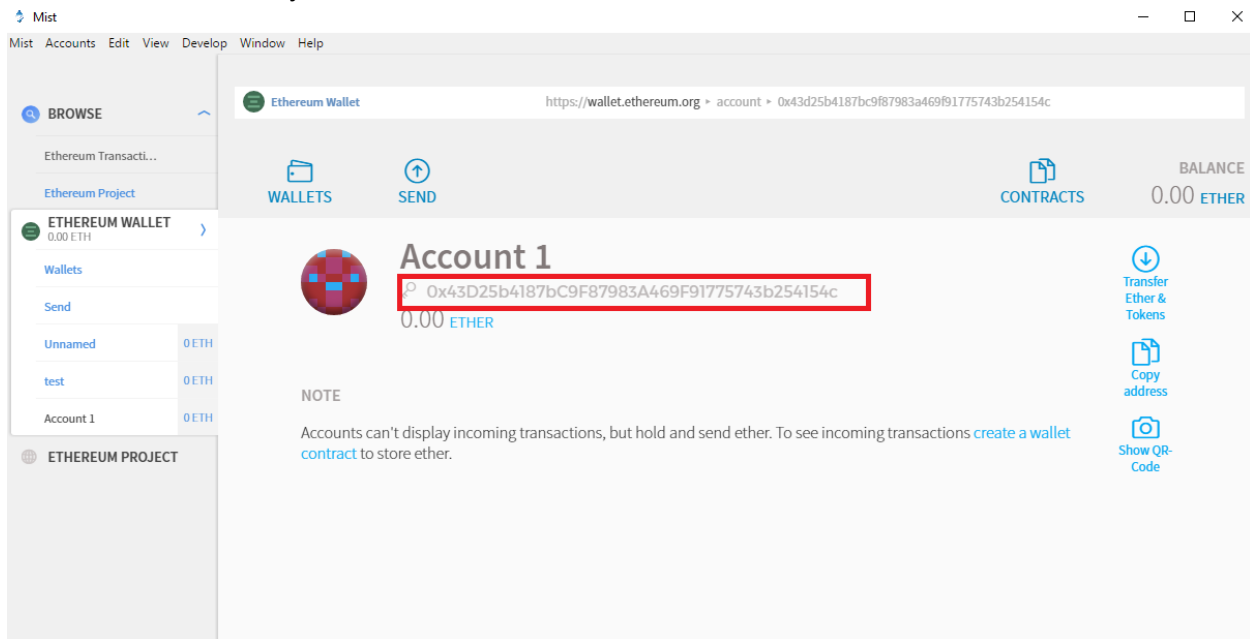 Mist
Mist Accounts Edit View Develop Window Help
BROWSE
Ethereum Transacti...
Ethereum Project
ETHEREUM WALLET
0.00 ETH
Wallets
Send
Unnamed 0 ETH
test 0 ETH
Account 1 0 ETH
ETHEREUM PROJECT
Ethereum Wallet https://wallet.ethereum.org ▸ account ▸ 0x43d25b4187bc9f87983a469f91775743b254154c
WALLETS SEND CONTRACTS
BALANCE
0.00 ETHER
Account 1
0x43D25b4187bC9F87983A469F91775743b254154c
0.00 ETHER
NOTE
Accounts can't display incoming transactions, but hold and send ether. To see incoming transactions create a wallet
contract to store ether.
Transfer
Ether &
Tokens
Copy
address
Show QR-
Code